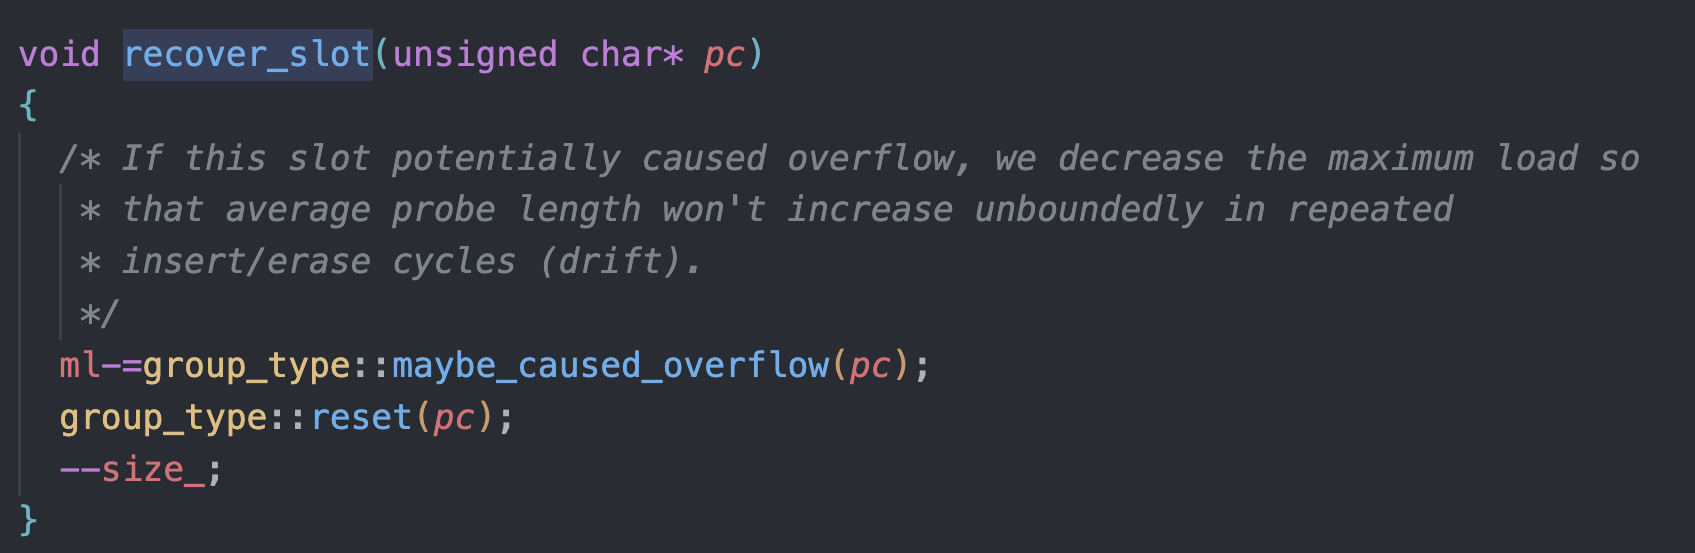 void recover_slot(unsigned char* pc)
{
  /* If this slot potentially caused overflow, we decrease the maximum load so
   * that average probe length won't increase unboundedly in repeated
   * insert/erase cycles (drift).
   */
  ml-=group_type::maybe_caused_overflow(pc);
  group_type::reset(pc);
  --size_;
}